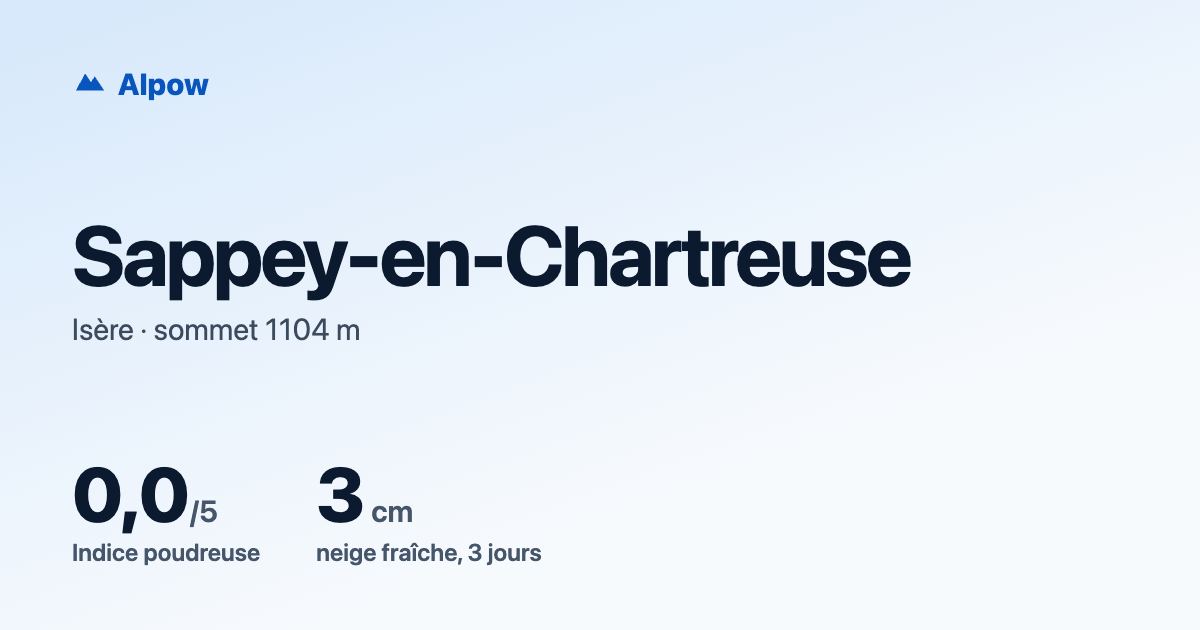 Alpow
Sappey-en-Chartreuse
Isère · sommet 1104 m
0,0/5
Indice poudreuse
3 cm
neige fraîche, 3 jours